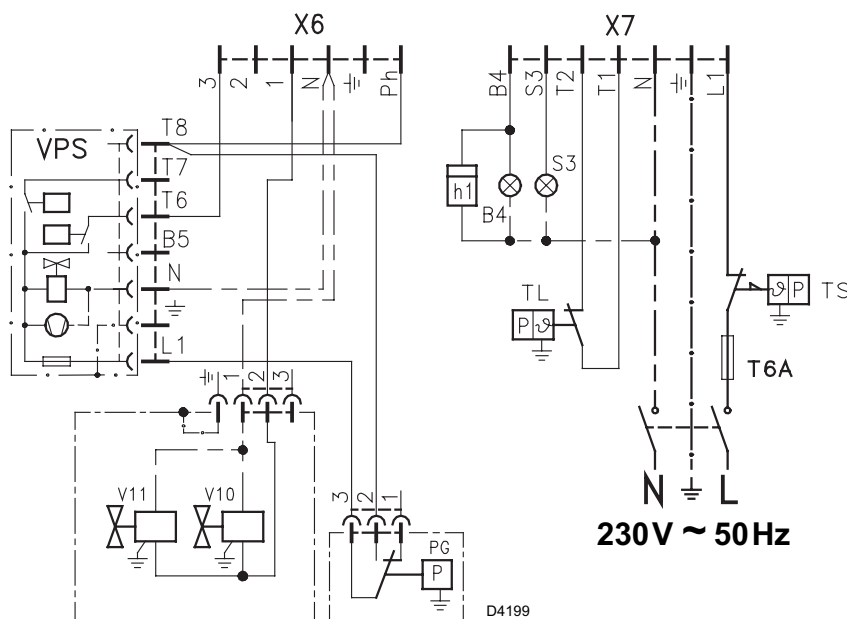 X6
X7
3
2
1
N
Ph
B4
S3
T2
T1
N
L1
VPS
T8
T7
T6
B5
N
L1
h1
B4
S3
TL
P ϑ
ϑ P
TS
T6A
1
2
3
V11
V10
3
2
1
PG
P
N
L
230V ~ 50Hz
D4199